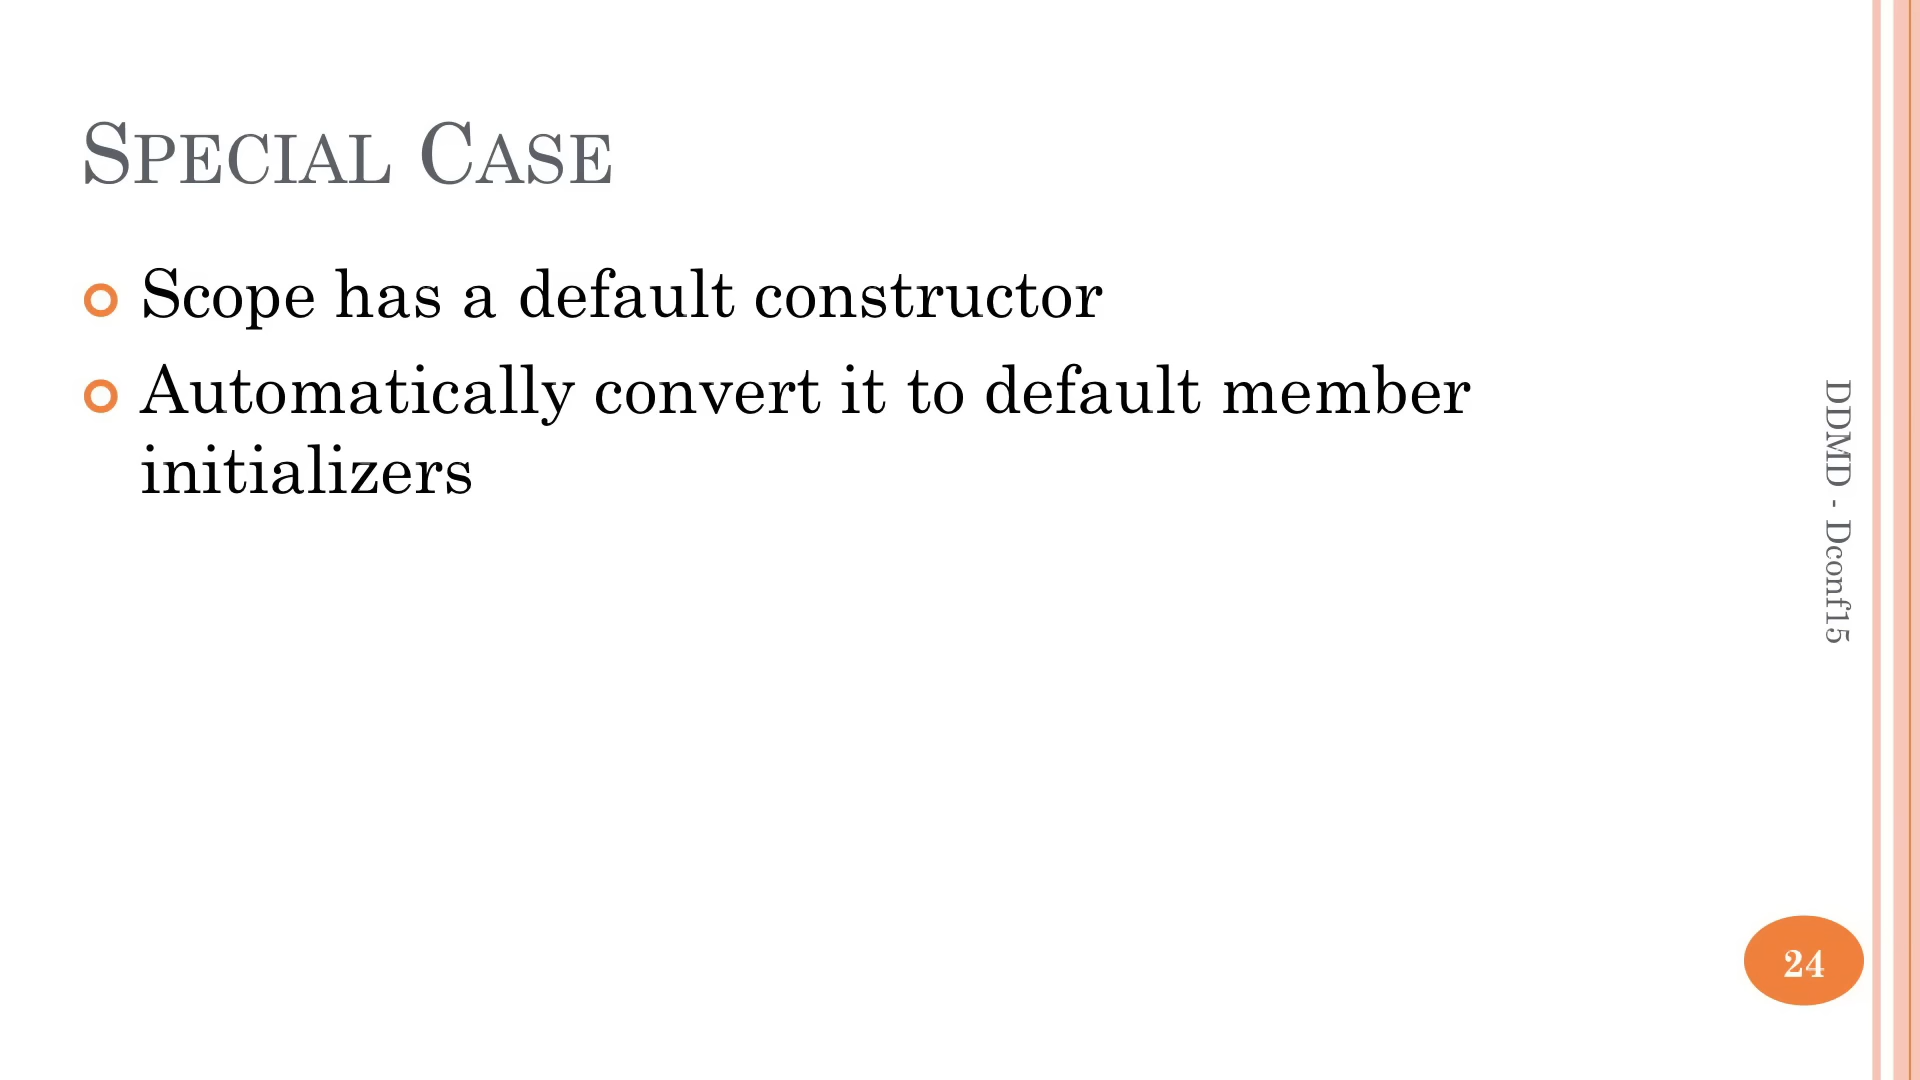 SPECIAL CASE
Scope has a default constructor
Automatically convert it to default member
initializers
DDMD - Dconf15
24